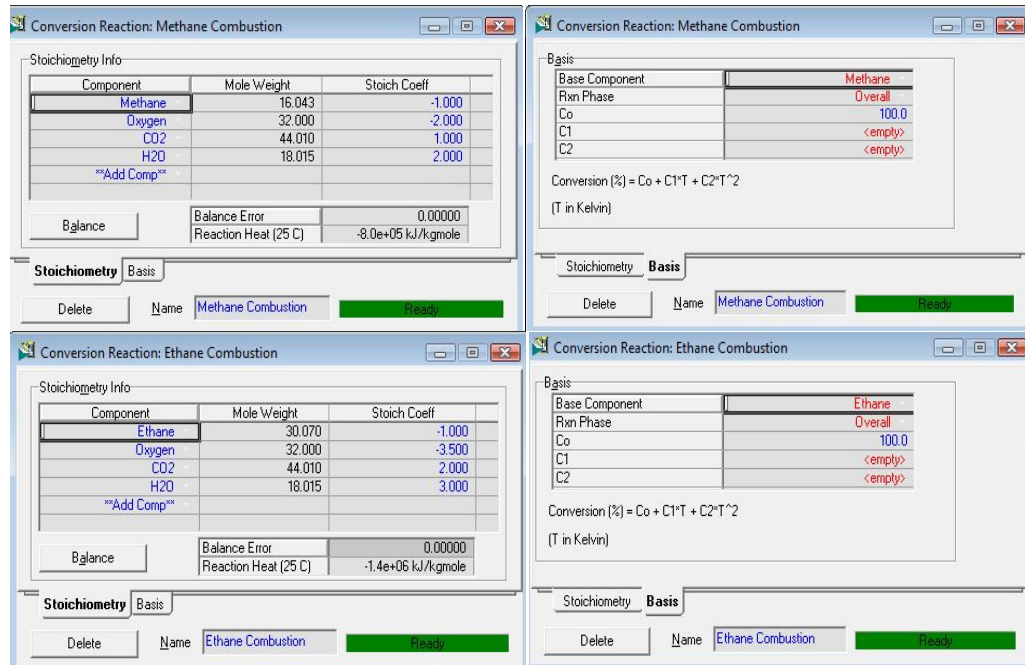 Conversion Reaction: Methane Combustion
Stoichiometry Info
Component Mole Weight Stoich Coeff
Methane 16.043 -1.000
Oxygen 32.000 -2.000
CO2 44.010 1.000
H2O 18.015 2.000
**Add Comp**
Balance
Balance Error 0.00000
Reaction Heat (25 C) -8.0e+05 kJ/kgmole
Stoichiometry Basis
Delete Name Methane Combustion Ready
Conversion Reaction: Methane Combustion
Basis
Base Component Methane
Rxn Phase Overall
Co 100.0
C1 <empty>
C2 <empty>
Conversion (%) = Co + C1*T + C2*T^2
(T in Kelvin)
Stoichiometry Basis
Delete Name Methane Combustion Ready
Conversion Reaction: Ethane Combustion
Stoichiometry Info
Component Mole Weight Stoich Coeff
Ethane 30.070 -1.000
Oxygen 32.000 -3.500
CO2 44.010 2.000
H2O 18.015 3.000
**Add Comp**
Balance
Balance Error 0.00000
Reaction Heat (25 C) -1.4e+06 kJ/kgmole
Stoichiometry Basis
Delete Name Ethane Combustion Ready
Conversion Reaction: Ethane Combustion
Basis
Base Component Ethane
Rxn Phase Overall
Co 100.0
C1 <empty>
C2 <empty>
Conversion (%) = Co + C1*T + C2*T^2
(T in Kelvin)
Stoichiometry Basis
Delete Name Ethane Combustion Ready